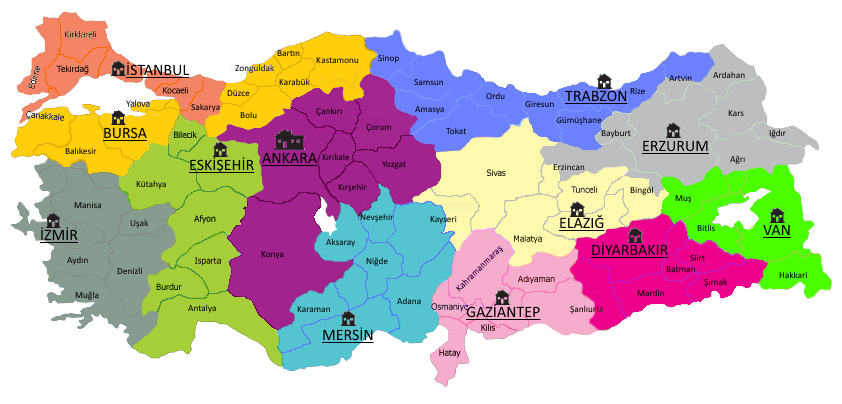 Kırklareli
Edirne
Tekirdağ
İSTANBUL
Kocaeli
Sakarya
Çanakkale
Yalova
BURSA
Balıkesir
Zonguldak
Bartın
Kastamonu
Karabük
Düzce
Bolu
Sinop
Samsun
Amasya
Ordu
Tokat
Giresun
TRABZON
Gümüşhane
Rize
Artvin
Ardahan
Kars
Iğdır
Bayburt
ERZURUM
Ağrı
Erzincan
Bilecik
ESKİŞEHİR
Kütahya
Afyon
Isparta
Burdur
Antalya
Çankırı
Çorum
ANKARA
Kırıkale
Yozgat
Kırşehir
Konya
Manisa
İZMİR
Uşak
Aydın
Denizli
Muğla
Nevşehir
Kayseri
Aksaray
Niğde
Karaman
Adana
MERSİN
Sivas
Tunceli
Bingöl
ELAZIĞ
Malatya
Kahramanmaraş
Adıyaman
Osmaniye
GAZİANTEP
Şanlıurfa
Kilis
Hatay
DİYARBAKIR
Siirt
Batman
Mardin
Şırnak
Muş
Bitlis
VAN
Hakkari